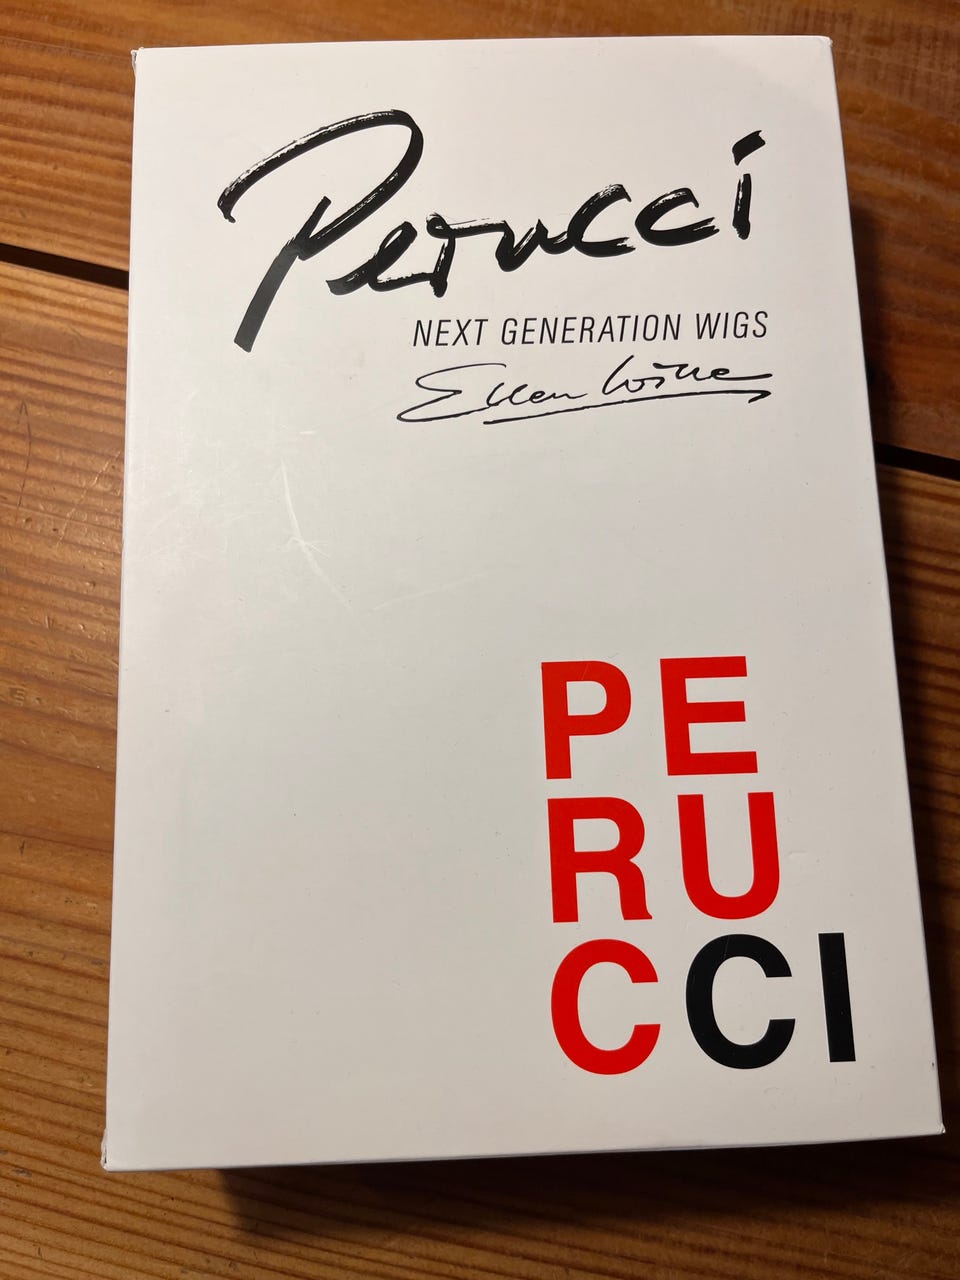 Perucci
NEXT GENERATION WIGS
Ellen Wille
PE
RU
CCI